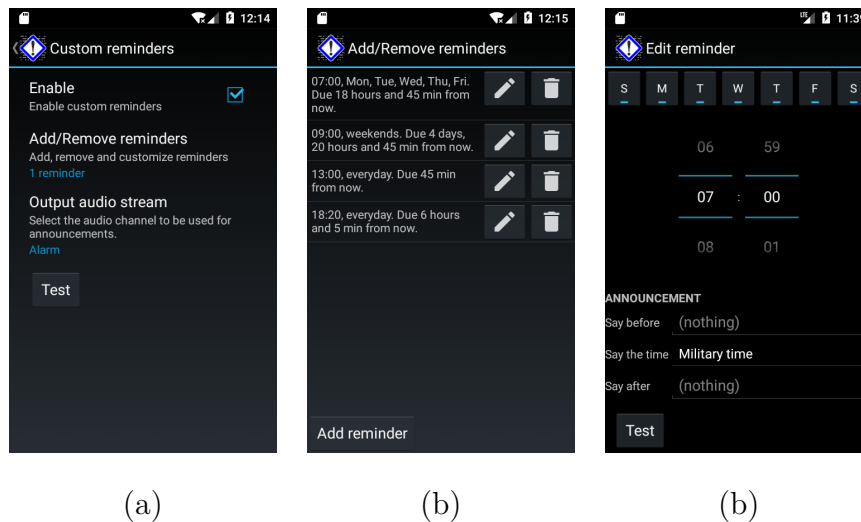 12:14
Custom reminders
Enable
Enable custom reminders
Add/Remove reminders
Add, remove and customize reminders
1 reminder
Output audio stream
Select the audio channel to be used for
announcements.
Alarm
Test
(a)
12:15
Add/Remove reminders
07:00, Mon, Tue, Wed, Thu, Fri.
Due 18 hours and 45 min from
now.
09:00, weekends. Due 4 days,
20 hours and 45 min from now.
13:00, everyday. Due 45 min
from now.
18:20, everyday. Due 6 hours
and 5 min from now.
Add reminder
(b)
LTE 11:39
Edit reminder
S M T W T F S
06 59
07 : 00
08 01
ANNOUNCEMENT
Say before (nothing)
Say the time Military time
Say after (nothing)
Test
(b)